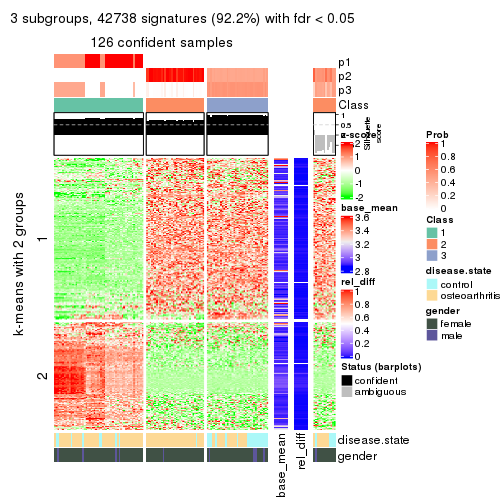 3 subgroups, 42738 signatures (92.2%) with fdr < 0.05
126 confident samples
p1
p2
p3
Class
1
0.5
0
Silhouette
score
k-means with 2 groups
1
2
disease.state
gender
base_mean
rel_diff
z-score
2
1
0
-1
-2
base_mean
3.6
3.4
3.2
3
2.8
rel_diff
1
0.8
0.6
0.4
0.2
0
Status (barplots)
confident
ambiguous
Prob
1
0.8
0.6
0.4
0.2
0
Class
1
2
3
disease.state
control
osteoarthritis
gender
female
male